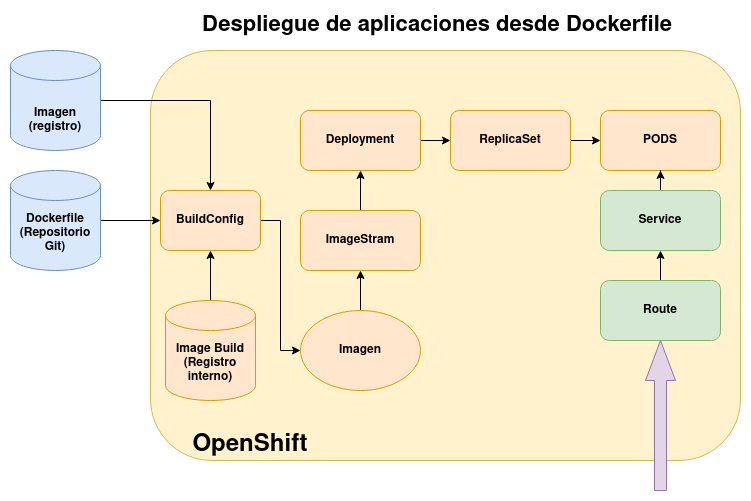 Despliegue de aplicaciones desde Dockerfile
Imagen
(registro)
Dockerfile
(Repositorio
Git)
BuildConfig
Image Build
(Registro
interno)
Deployment
ReplicaSet
PODS
ImageStram
Imagen
Service
Route
OpenShift